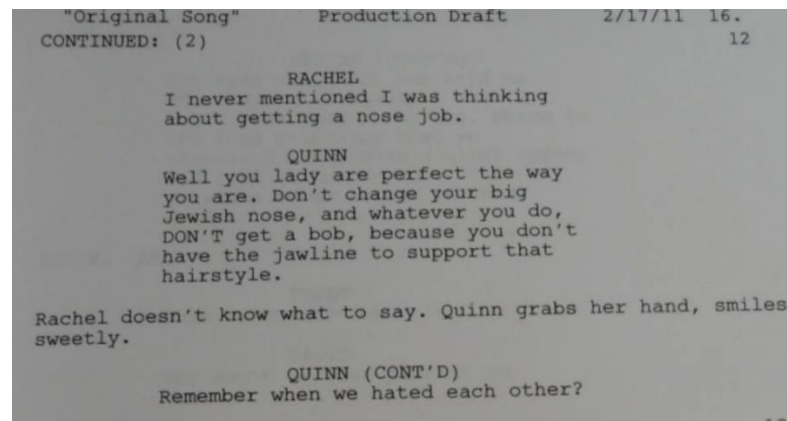 "Original Song" Production Draft 2/17/11 16.
CONTINUED: (2) 12
RACHEL
I never mentioned I was thinking
about getting a nose job.
QUINN
Well you lady are perfect the way
you are. Don't change your big
Jewish nose, and whatever you do,
DON'T get a bob, because you don't
have the jawline to support that
hairstyle.
Rachel doesn't know what to say. Quinn grabs her hand, smiles
sweetly.
QUINN (CONT'D)
Remember when we hated each other?